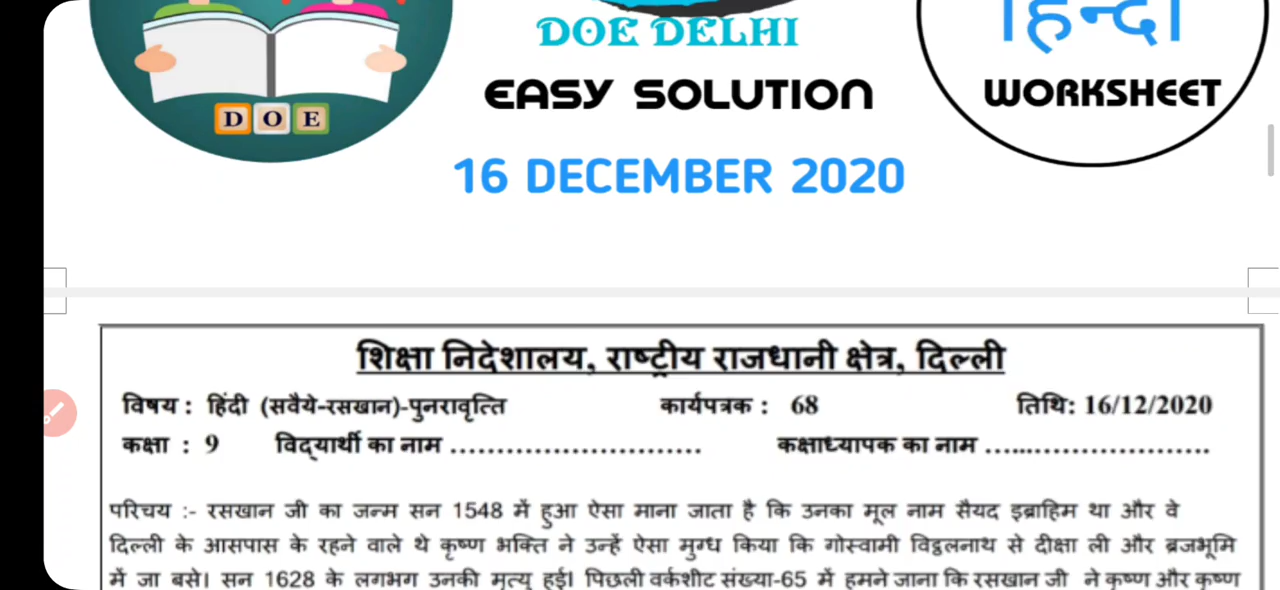 DOE DELHI
हिन्दी
EASY SOLUTION
WORKSHEET
D O E
16 DECEMBER 2020
शिक्षा निदेशालय, राष्ट्रीय राजधानी क्षेत्र, दिल्ली
विषय : हिंदी (सवैये-रसखान)-पुनरावृत्ति कार्यपत्रक : 68 तिथि: 16/12/2020
कक्षा : 9 विद्यार्थी का नाम ........................... कक्षाध्यापक का नाम ............................
परिचय :- रसखान जी का जन्म सन 1548 में हुआ ऐसा माना जाता है कि उनका मूल नाम सैयद इब्राहिम था और वे
दिल्ली के आसपास के रहने वाले थे कृष्ण भक्ति ने उन्हें ऐसा मुग्ध किया कि गोस्वामी विट्ठलनाथ से दीक्षा ली और ब्रजभूमि
में जा बसे। सन 1628 के लगभग उनकी मृत्यु हुई। पिछली वर्कशीट संख्या-65 में हमने जाना कि रसखान जी ने कृष्ण और कृष्ण